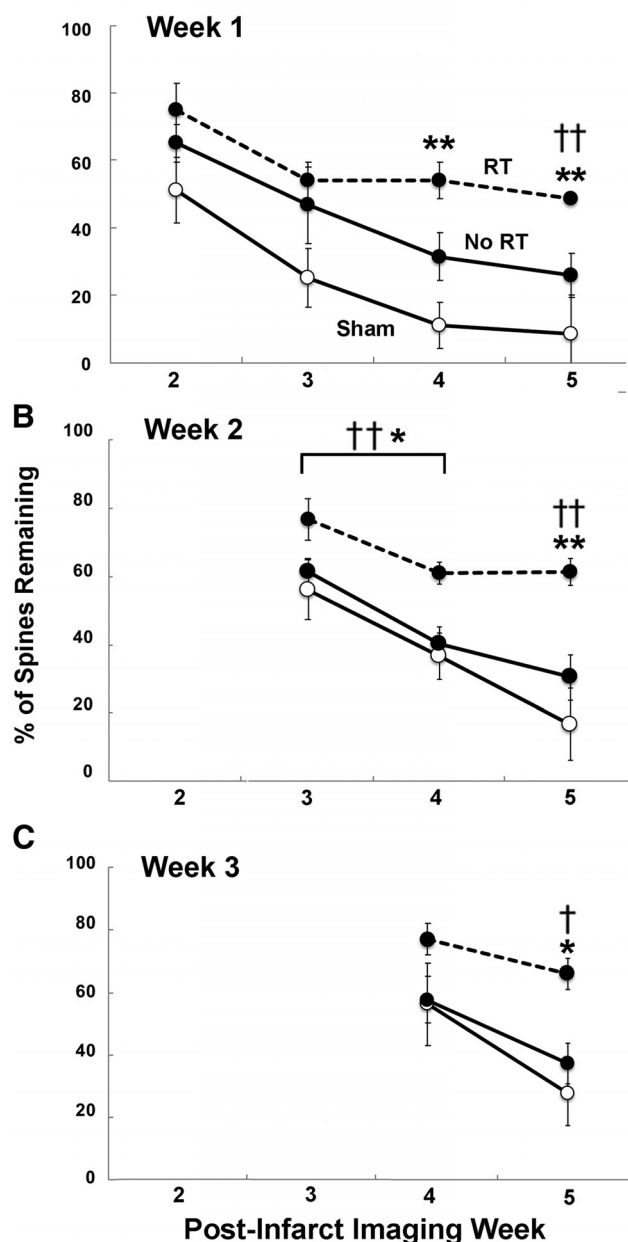 Week 1
100
80
60
40
20
0
††
**
**
RT
No RT
Sham
2 3 4 5
B
Week 2
100
80
60
40
20
0
†† *
††
**
2 3 4 5
% of Spines Remaining
C
Week 3
100
80
60
40
20
0
†
*
2 3 4 5
Post-Infarct Imaging Week